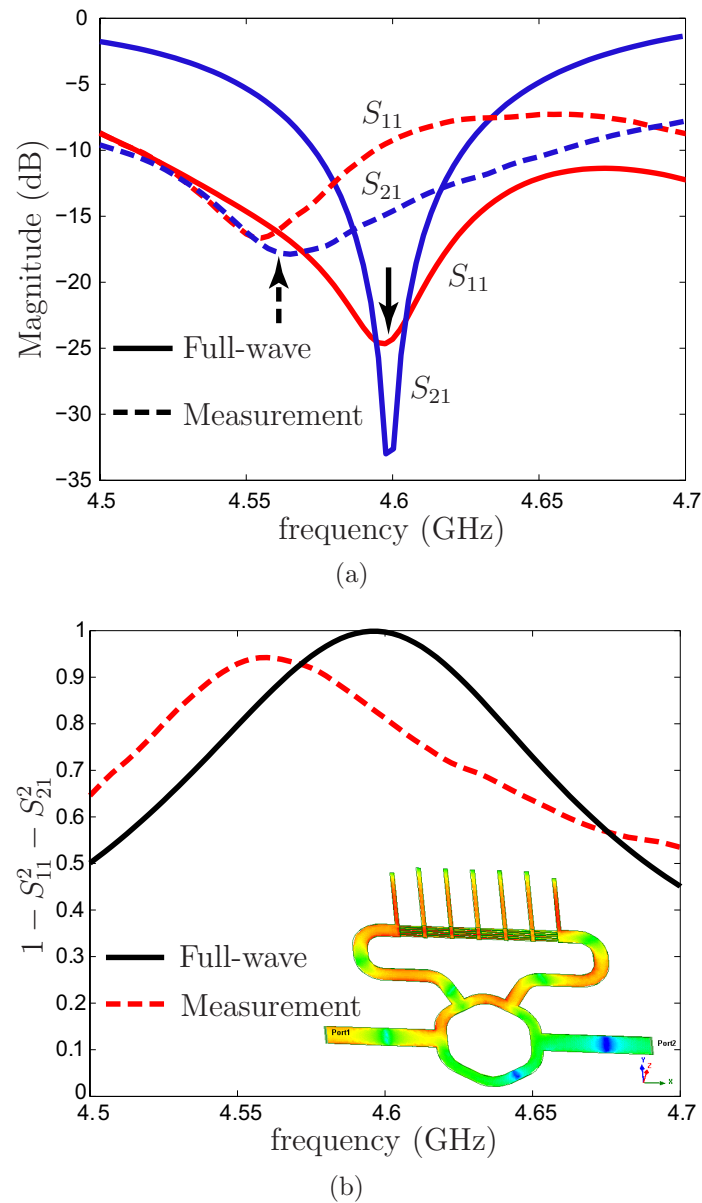 0
−5
−10
−15
−20
−25
−30
−35
Magnitude (dB)
S₁₁
S₂₁
S₁₁
S₂₁
Full-wave
Measurement
4.5 4.55 4.6 4.65 4.7
frequency (GHz)
(a)
1
0.9
0.8
0.7
0.6
0.5
0.4
0.3
0.2
0.1
0
1 − S₁₁² − S₂₁²
Full-wave
Measurement
Port1
Port2
Y
Z
X
4.5 4.55 4.6 4.65 4.7
frequency (GHz)
(b)